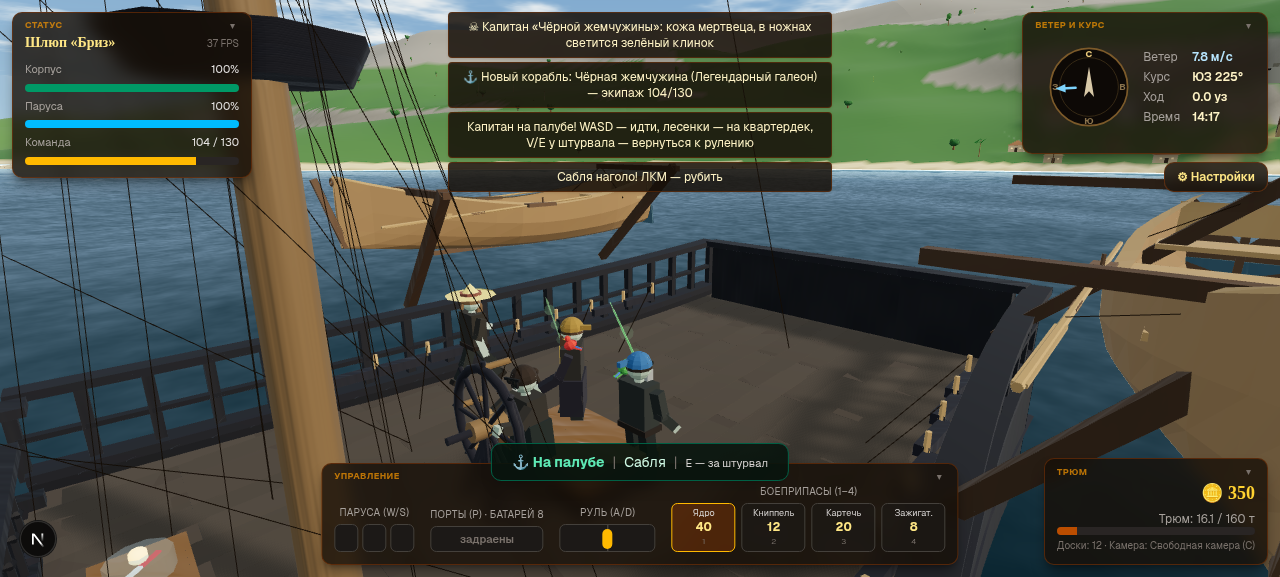 СТАТУС
Шлюп «Бриз»
37 FPS
Корпус 100%
Паруса 100%
Команда 104 / 130
☠ Капитан «Чёрной жемчужины»: кожа мертвеца, в ножнах
светится зелёный клинок
⚓ Новый корабль: Чёрная жемчужина (Легендарный галеон)
— экипаж 104/130
Капитан на палубе! WASD — идти, лесенки — на квартердек,
V/E у штурвала — вернуться к рулению
Сабля наголо! ЛКМ — рубить
ВЕТЕР И КУРС
С
З
В
Ю
Ветер 7.8 м/с
Курс ЮЗ 225°
Ход 0.0 уз
Время 14:17
⚙ Настройки
⚓ На палубе | Сабля | E — за штурвал
УПРАВЛЕНИЕ
ПАРУСА (W/S)
ПОРТЫ (P) · БАТАРЕЙ 8
задраены
РУЛЬ (A/D)
БОЕПРИПАСЫ (1–4)
Ядро
40
1
Книппель
12
2
Картечь
20
3
Зажигат.
8
4
ТРЮМ
350
Трюм: 16.1 / 160 т
Доски: 12 · Камера: Свободная камера (C)
N